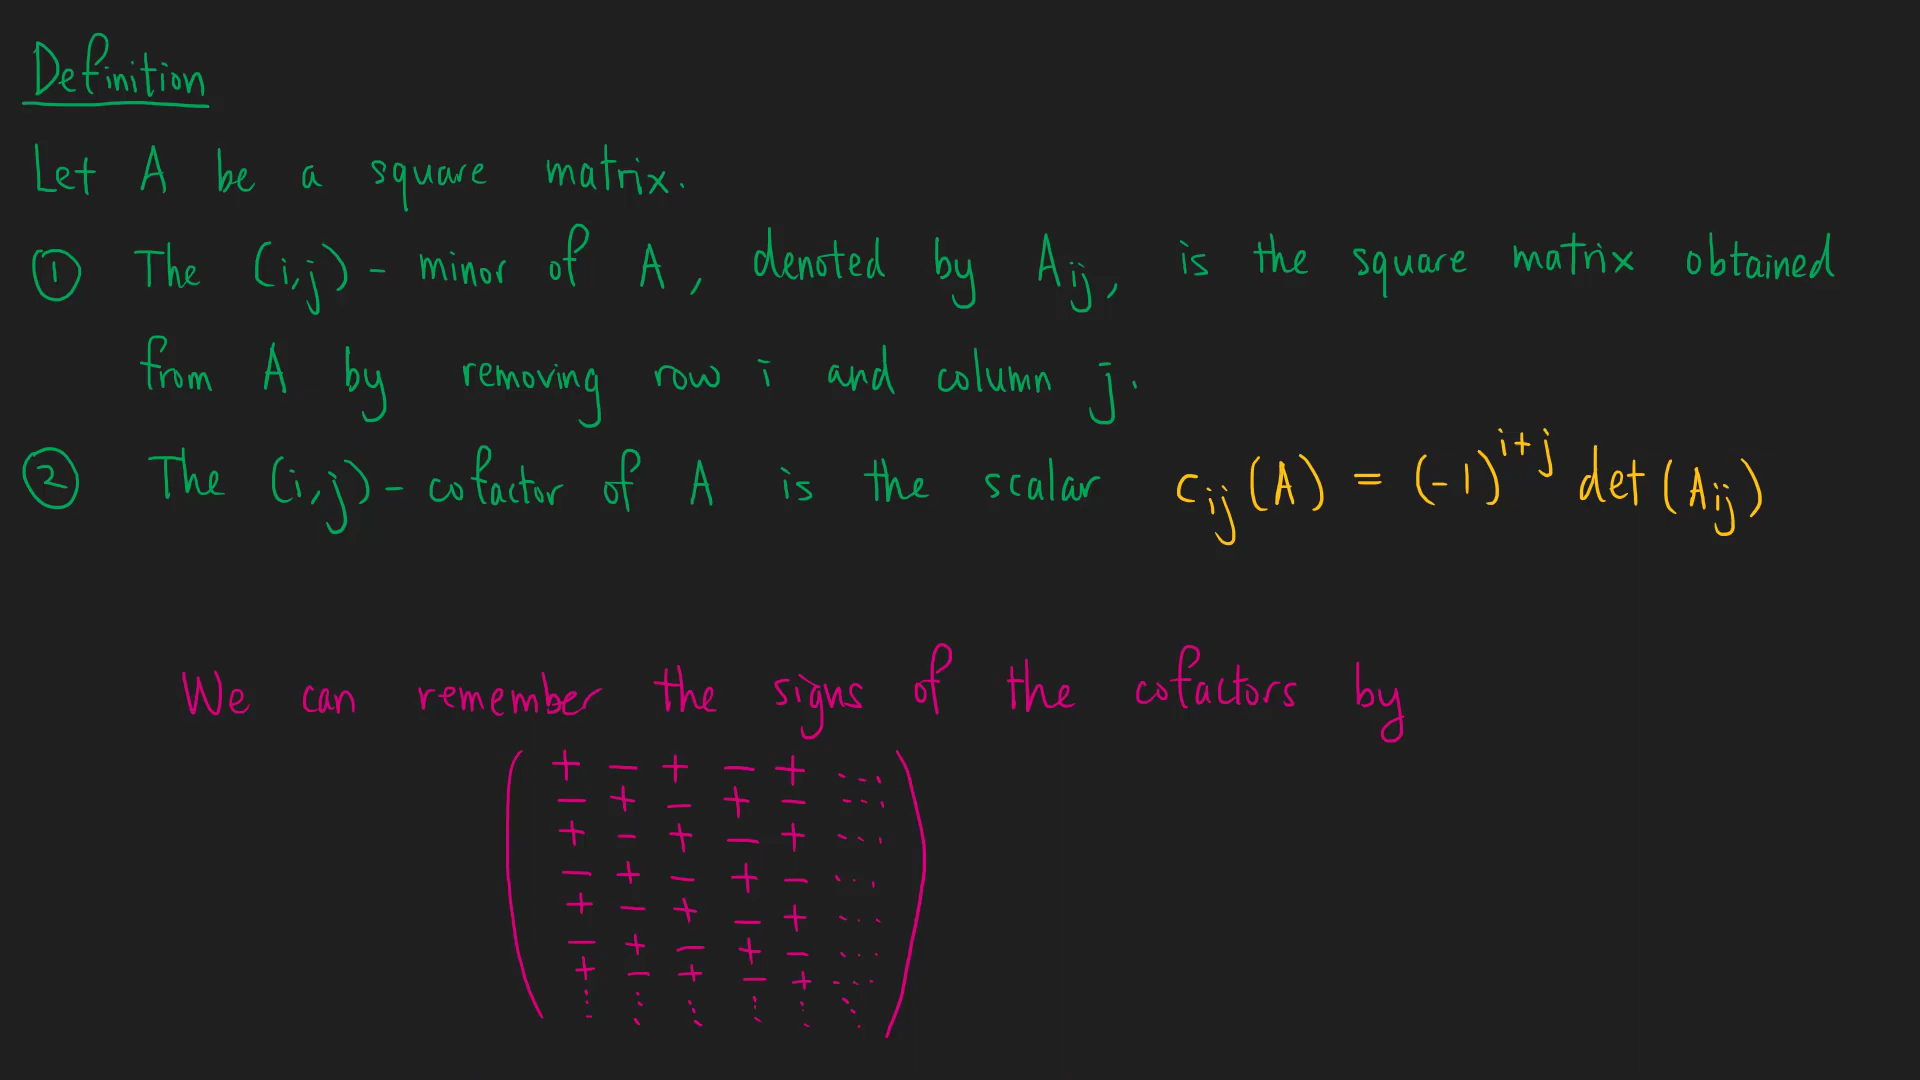 Definition
Let A be a square matrix.
① The (i,j)-minor of A, denoted by Aij, is the square matrix obtained
from A by removing row i and column j.
② The (i,j)-cofactor of A is the scalar cij(A) = (-1)^{i+j} det(Aij)
We can remember the signs of the cofactors by
+ − + − + ...
− + − + − ...
+ − + − + ...
− + − + − ...
+ − + − + ...
− + − + − ...
+ − + − + ...
⋮ ⋮ ⋮ ⋮ ⋮ ⋱